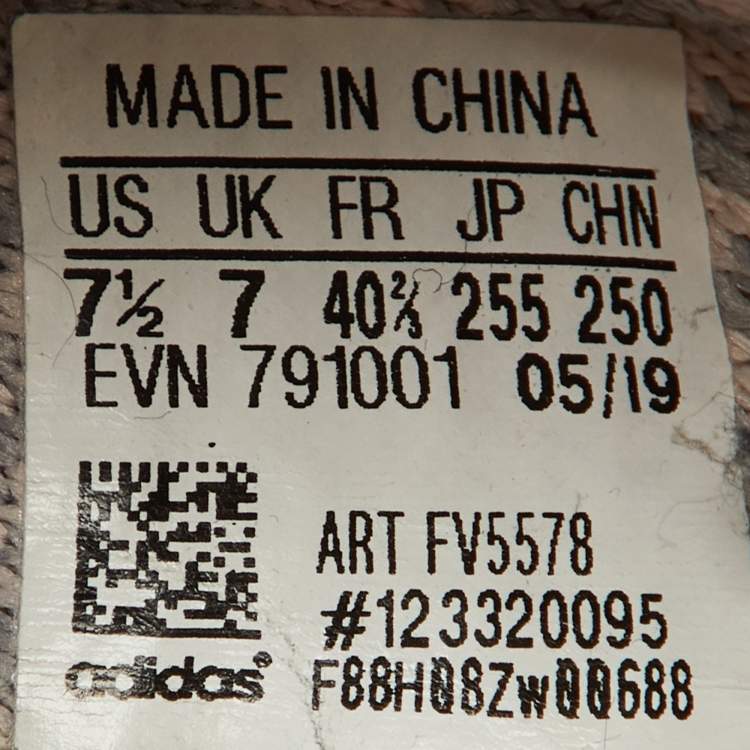 MADE IN CHINA
US UK FR JP CHN
7½ 7 40⅔ 255 250
EVN 791001 05/19
ART FV5578
#123320095
adidas®
F88H08Zw00688